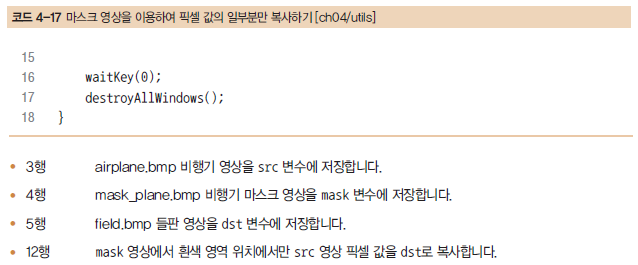 코드 4-17 마스크 영상을 이용하여 픽셀 값의 일부분만 복사하기 [ch04/utils]
15
16 waitKey(0);
17 destroyAllWindows();
18 }
• 3행 airplane.bmp 비행기 영상을 src 변수에 저장합니다.
• 4행 mask_plane.bmp 비행기 마스크 영상을 mask 변수에 저장합니다.
• 5행 field.bmp 들판 영상을 dst 변수에 저장합니다.
• 12행 mask 영상에서 흰색 영역 위치에서만 src 영상 픽셀 값을 dst로 복사합니다.